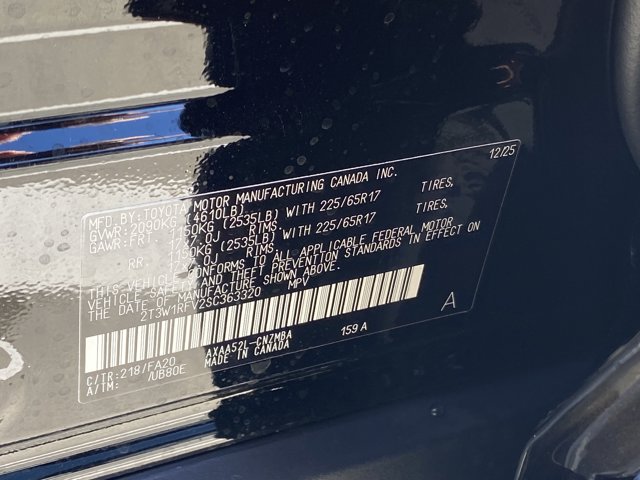 12/25
MFD.BY:TOYOTA MOTOR MANUFACTURING CANADA INC.
GVWR:2090KG (4610LB)
GAWR:FRT 1150KG (2535LB) WITH 225/65R17 TIRES,
17X7.0J RIMS,
RR 1150KG (2535LB) WITH 225/65R17 TIRES,
17X7.0J RIMS,
THIS VEHICLE CONFORMS TO ALL APPLICABLE FEDERAL MOTOR
VEHICLE SAFETY AND THEFT PREVENTION STANDARDS IN EFFECT ON
THE DATE OF MANUFACTURE SHOWN ABOVE.
2T3W1RFV2SC363320 MPV
A
C/TR:218/FA20 AXAA52L-CNZMBA 159 A
A/TM: /UB80E MADE IN CANADA